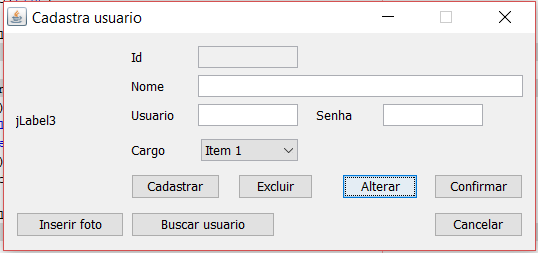 Cadastra usuario
Id
Nome
Usuario Senha
jLabel3
Cargo Item 1
Cadastrar Excluir Alterar Confirmar
Inserir foto Buscar usuario Cancelar